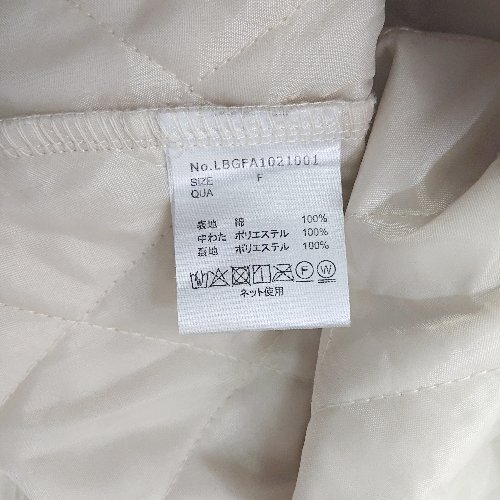 No.LBGFA1021001
SIZE F
QUA
表地 綿 100%
中わた ポリエステル 100%
裏地 ポリエステル 100%
F W
ネット使用